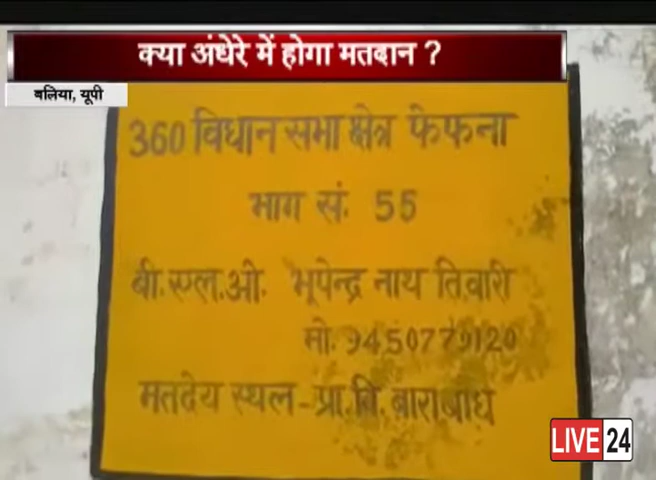 क्या अंधेरे में होगा मतदान ?
बलिया, यूपी
360 विधान सभा क्षेत्र फेफना
भाग सं. 55
बी.एल.ओ. भूपेन्द्र नाथ तिवारी
मो. 9450779120
मतदेय स्थल-प्रा.वि. बाराबांध
LIVE 24